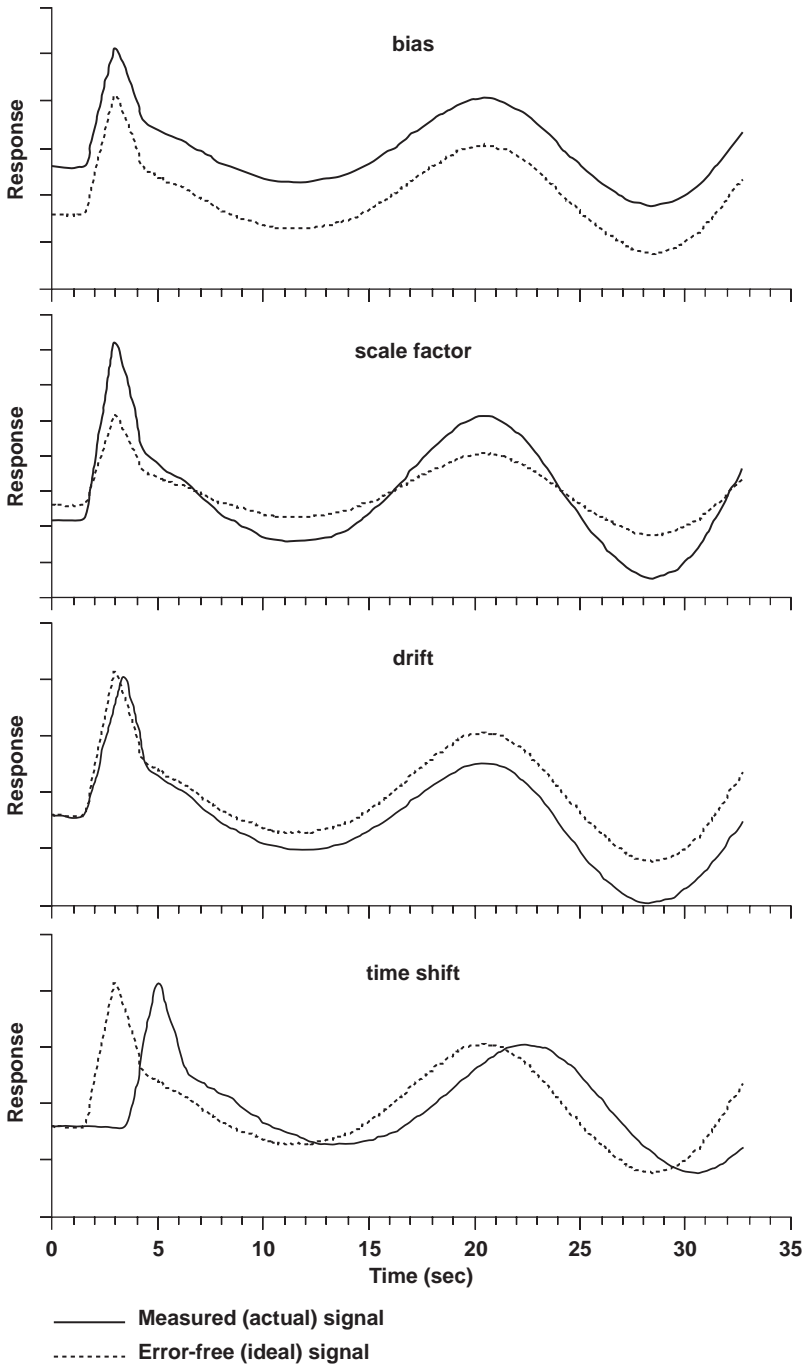 bias
Response
scale factor
Response
drift
Response
time shift
Response
0 5 10 15 20 25 30 35
Time (sec)
Measured (actual) signal
Error-free (ideal) signal